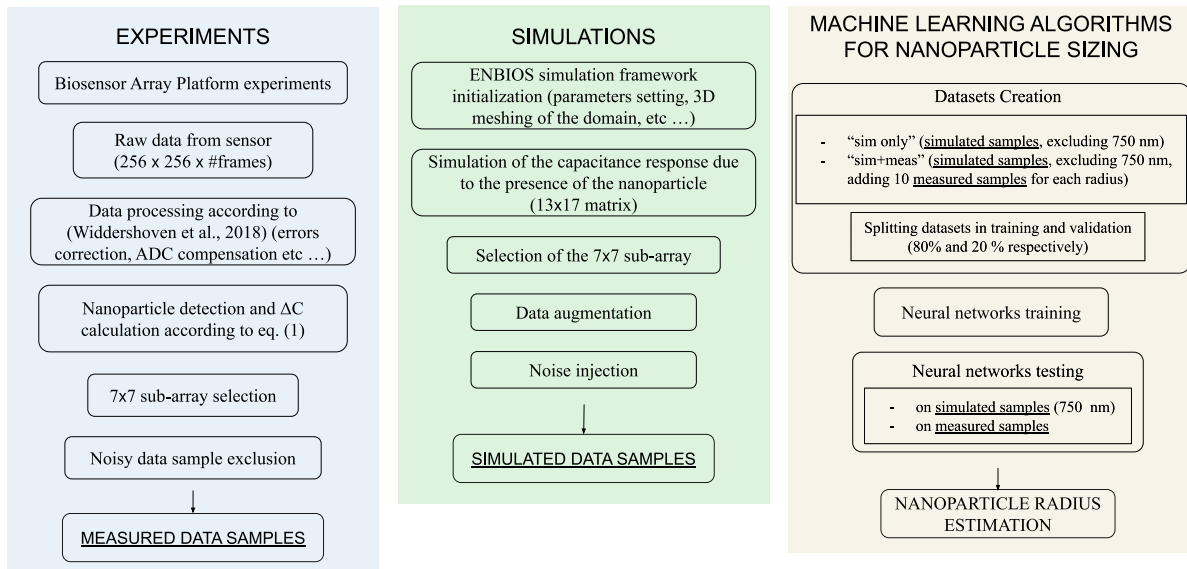 EXPERIMENTS
Biosensor Array Platform experiments
Raw data from sensor
(256 x 256 x #frames)
Data processing according to
(Widdershoven et al., 2018) (errors
correction, ADC compensation etc …)
Nanoparticle detection and ΔC
calculation according to eq. (1)
7x7 sub-array selection
Noisy data sample exclusion
MEASURED DATA SAMPLES
SIMULATIONS
ENBIOS simulation framework
initialization (parameters setting, 3D
meshing of the domain, etc …)
Simulation of the capacitance response due
to the presence of the nanoparticle
(13x17 matrix)
Selection of the 7x7 sub-array
Data augmentation
Noise injection
SIMULATED DATA SAMPLES
MACHINE LEARNING ALGORITHMS
FOR NANOPARTICLE SIZING
Datasets Creation
- “sim only” (simulated samples, excluding 750 nm)
- “sim+meas” (simulated samples, excluding 750 nm,
adding 10 measured samples for each radius)
Splitting datasets in training and validation
(80% and 20 % respectively)
Neural networks training
Neural networks testing
- on simulated samples (750 nm)
- on measured samples
NANOPARTICLE RADIUS
ESTIMATION